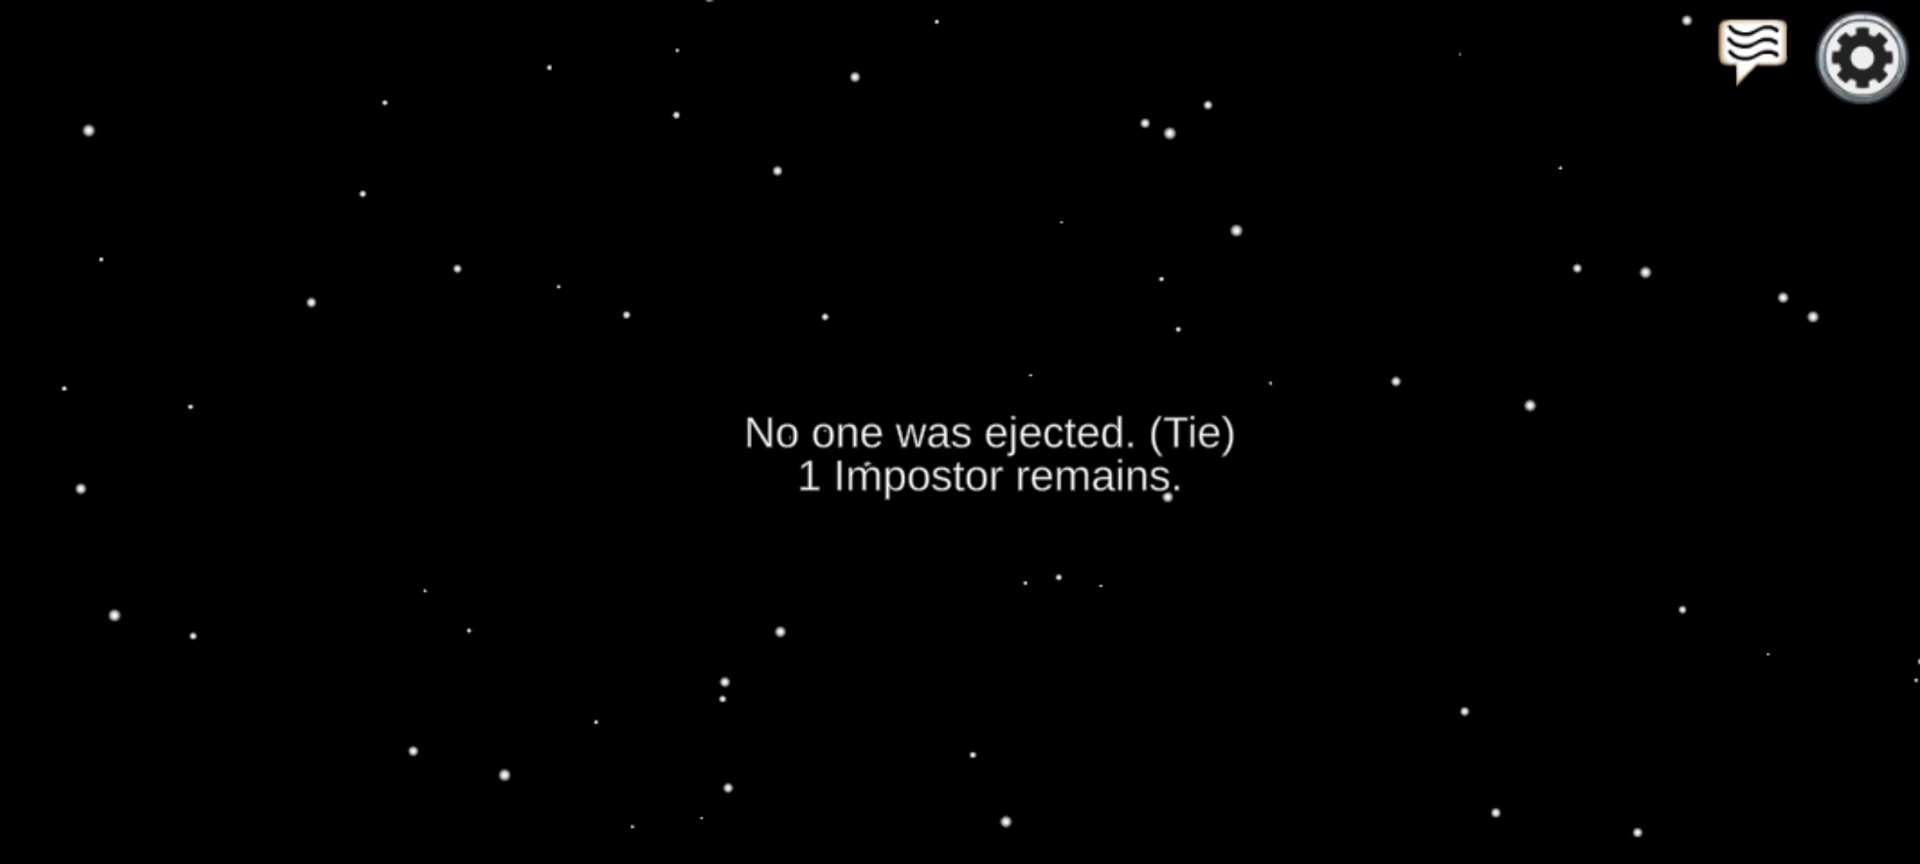 No one was ejected. (Tie)
1 Impostor remains.